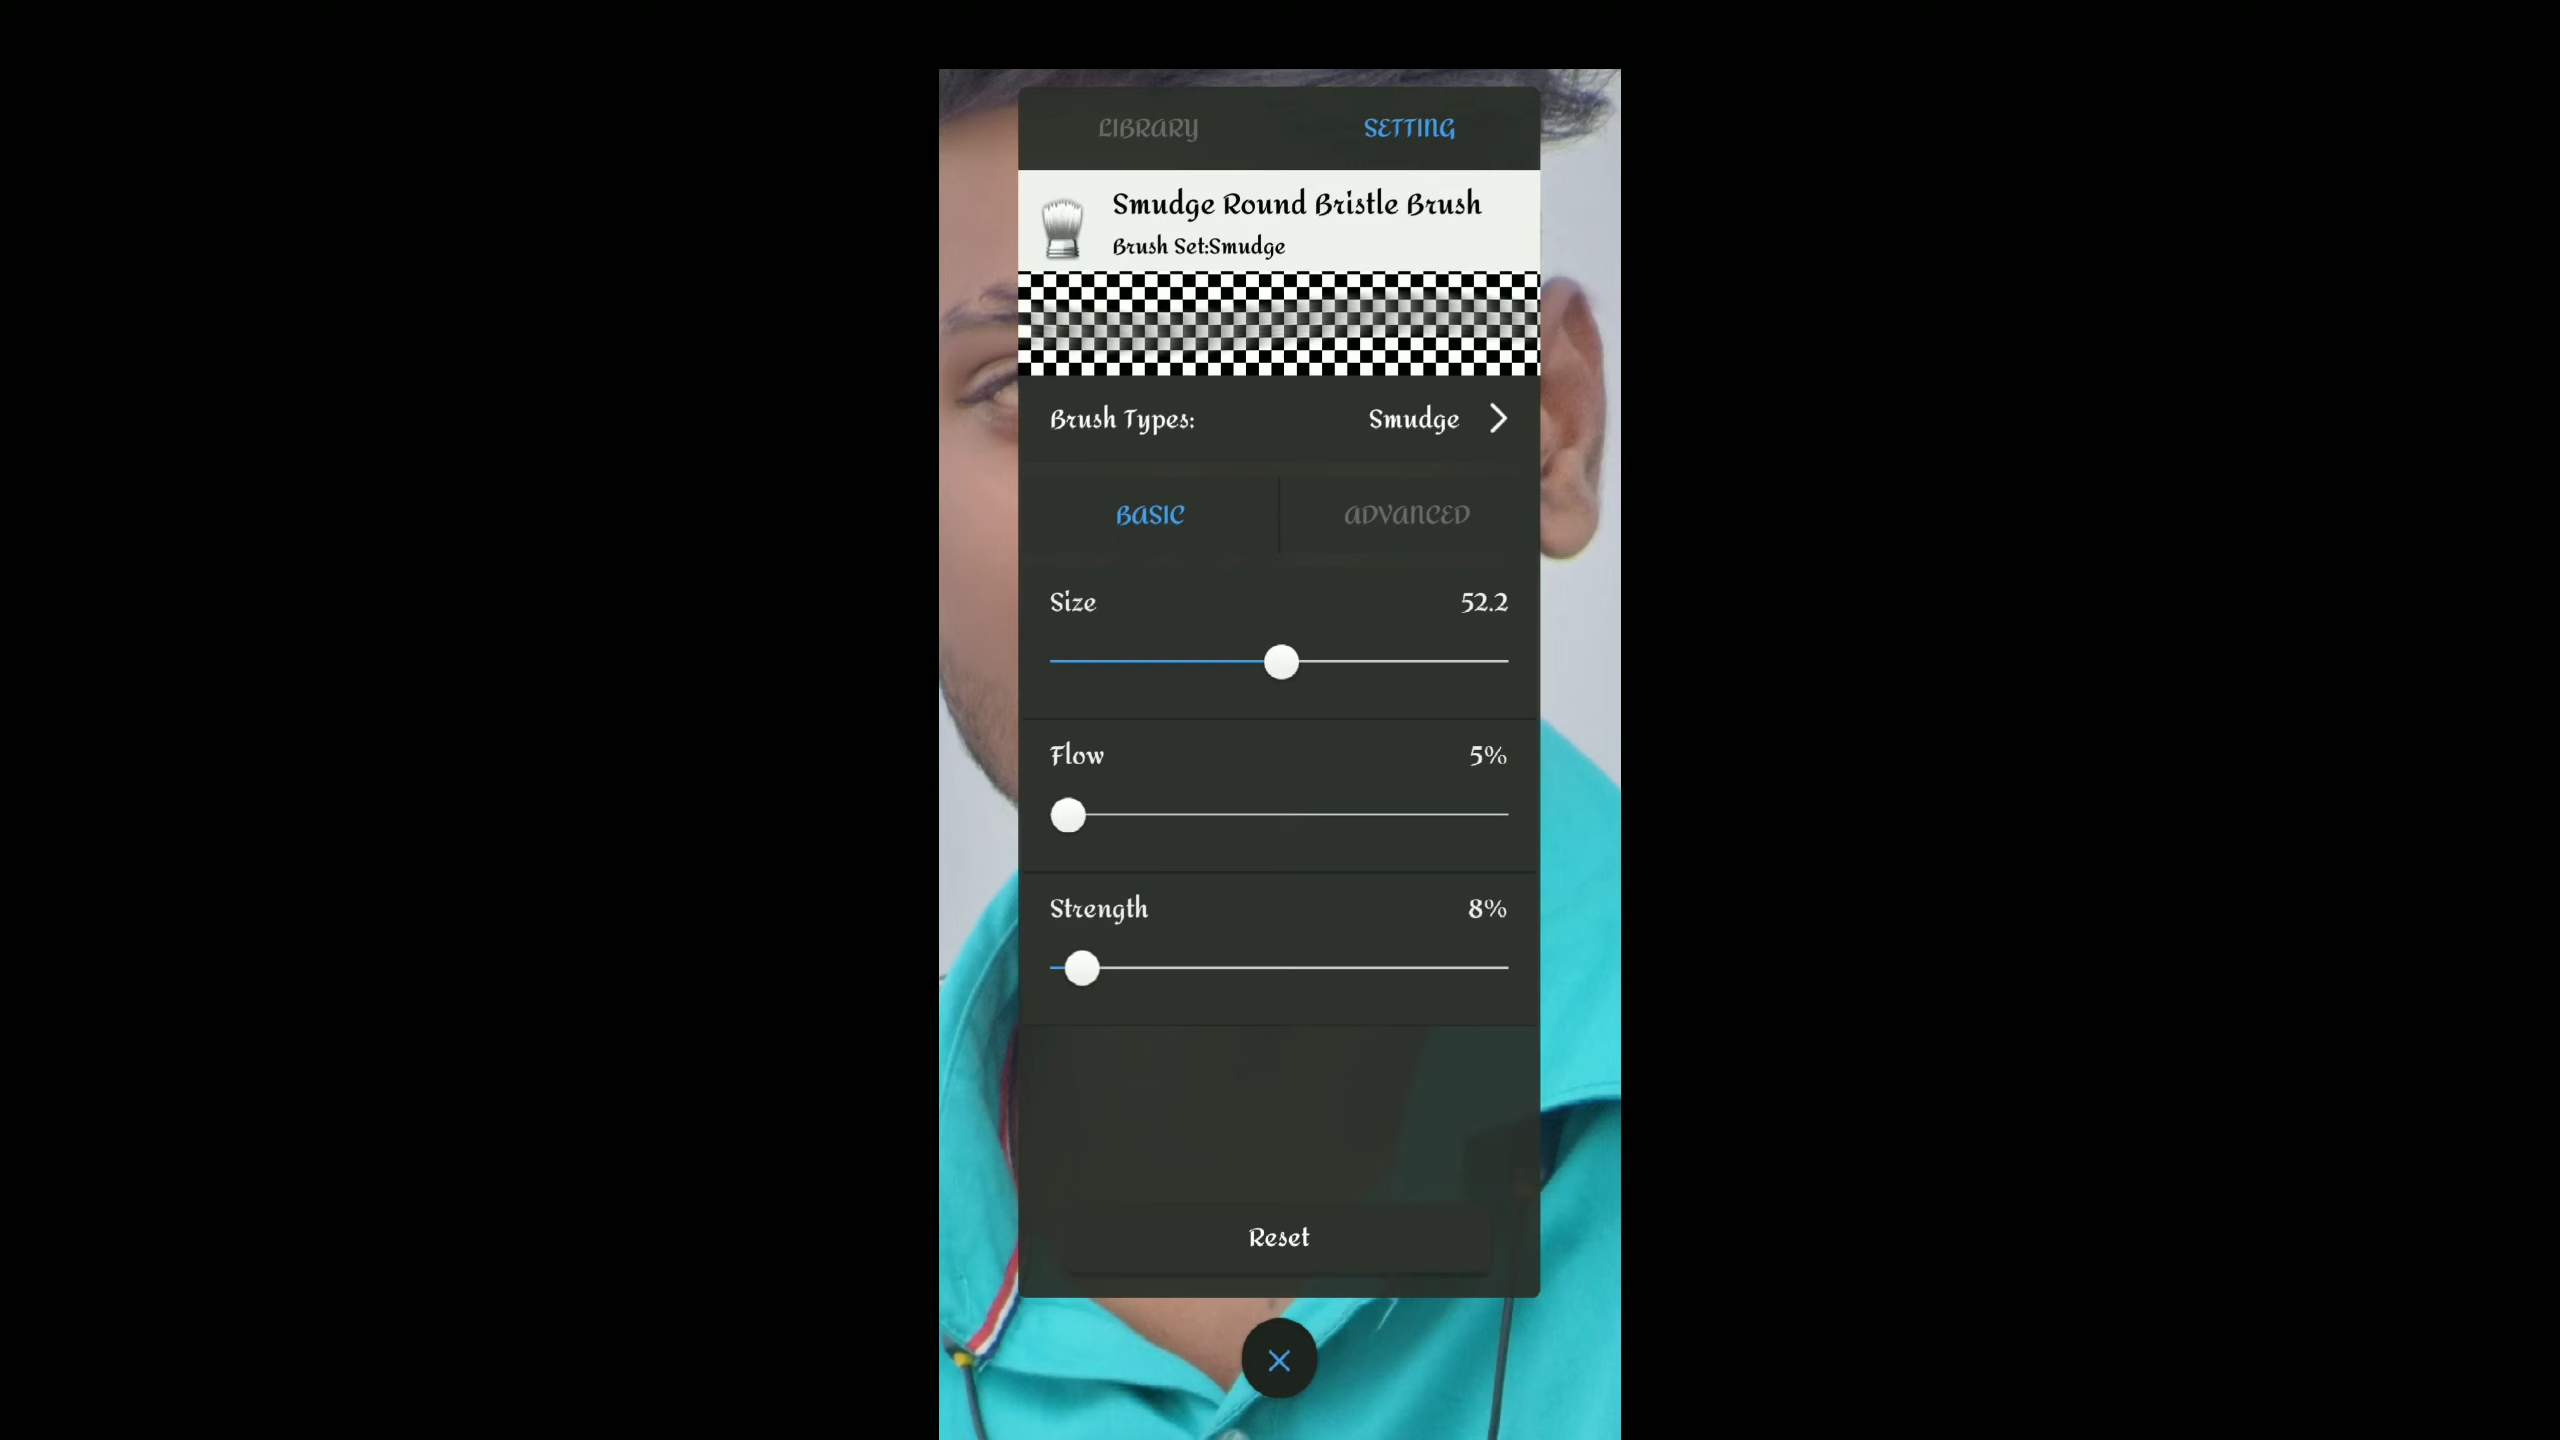 LIBRARY
SETTING
Smudge Round Bristle Brush
Brush Set:Smudge
Brush Types:
Smudge
BASIC
ADVANCED
Size
52.2
Flow
5%
Strength
8%
Reset